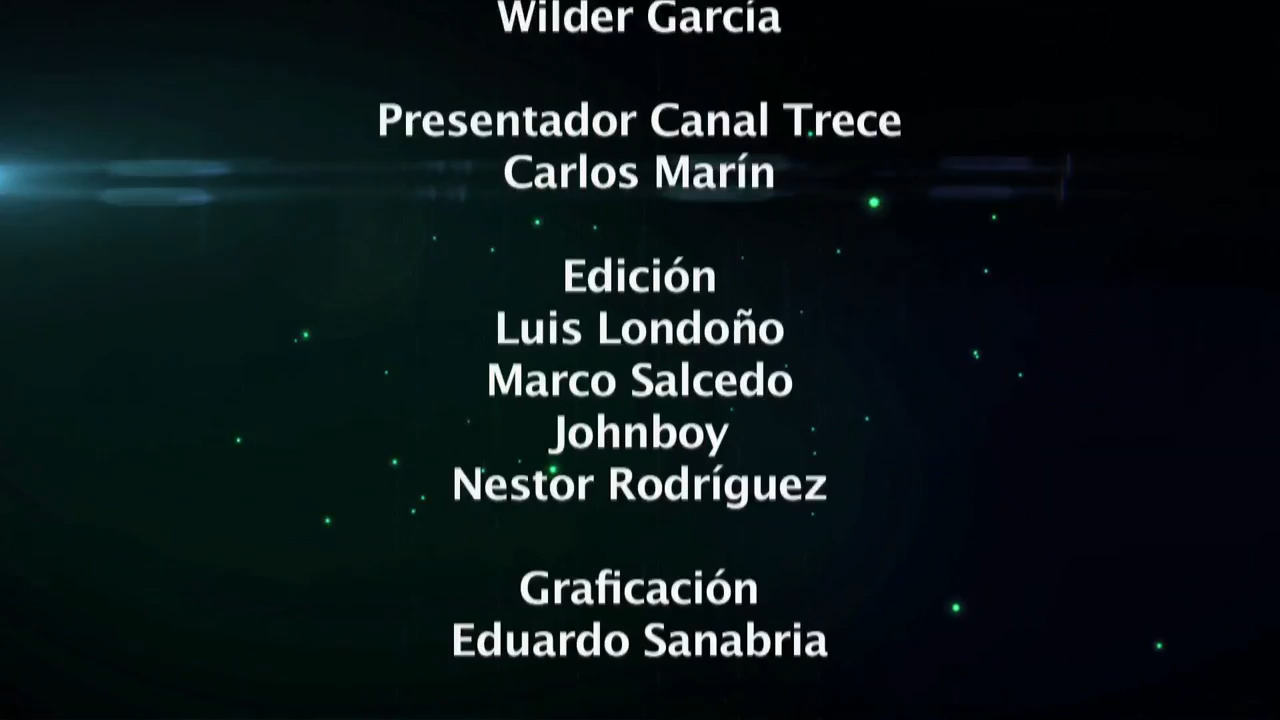 Wilder García
Presentador Canal Trece
Carlos Marín
Edición
Luis Londoño
Marco Salcedo
Johnboy
Nestor Rodríguez
Graficación
Eduardo Sanabria